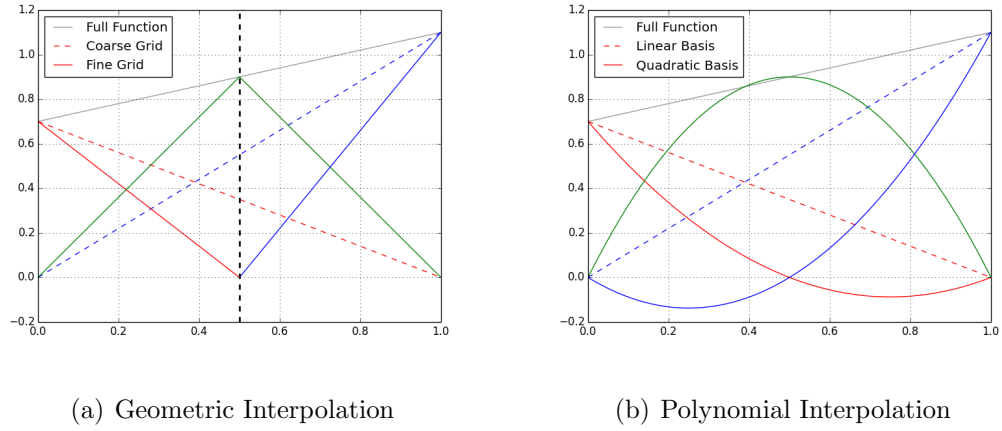 1.2
1.0
0.8
0.6
0.4
0.2
0.0
−0.2
0.0 0.2 0.4 0.6 0.8 1.0
Full Function
Coarse Grid
Fine Grid
(a) Geometric Interpolation
1.2
1.0
0.8
0.6
0.4
0.2
0.0
−0.2
0.0 0.2 0.4 0.6 0.8 1.0
Full Function
Linear Basis
Quadratic Basis
(b) Polynomial Interpolation